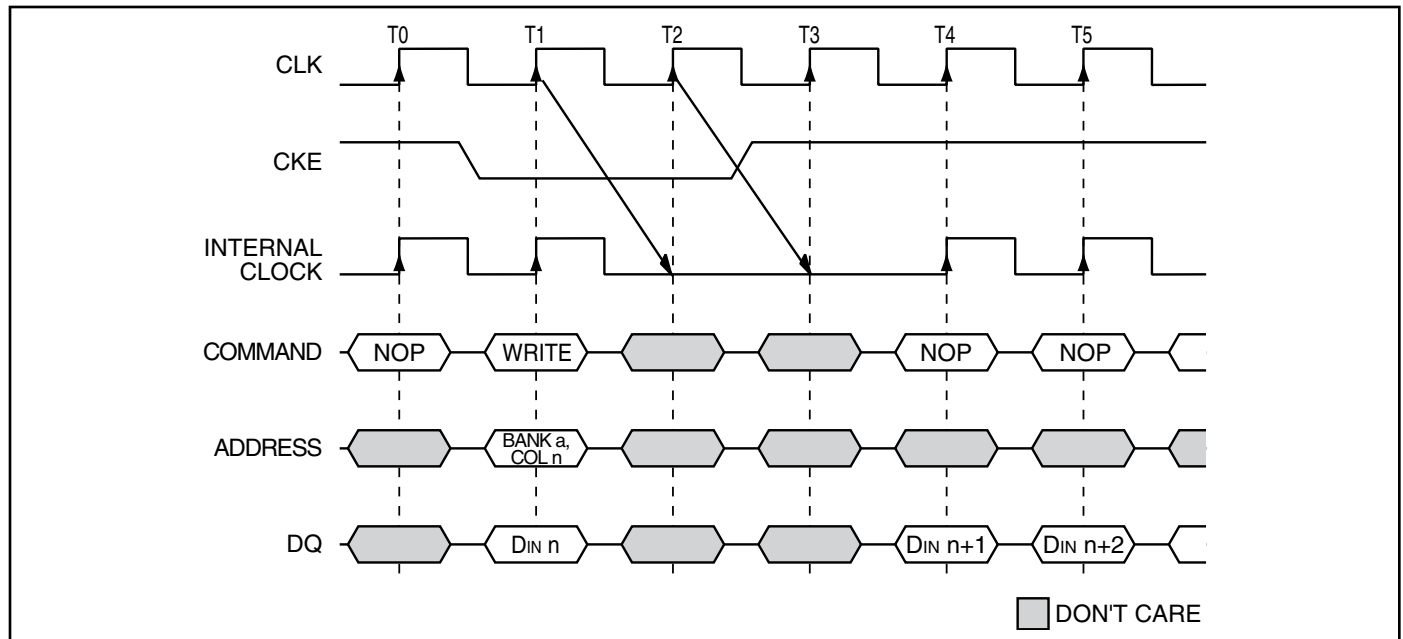 T0 T1 T2 T3 T4 T5
CLK
CKE
INTERNAL
CLOCK
COMMAND NOP WRITE NOP NOP
ADDRESS BANK a,
COL n
DQ DIN n DIN n+1 DIN n+2
DON'T CARE